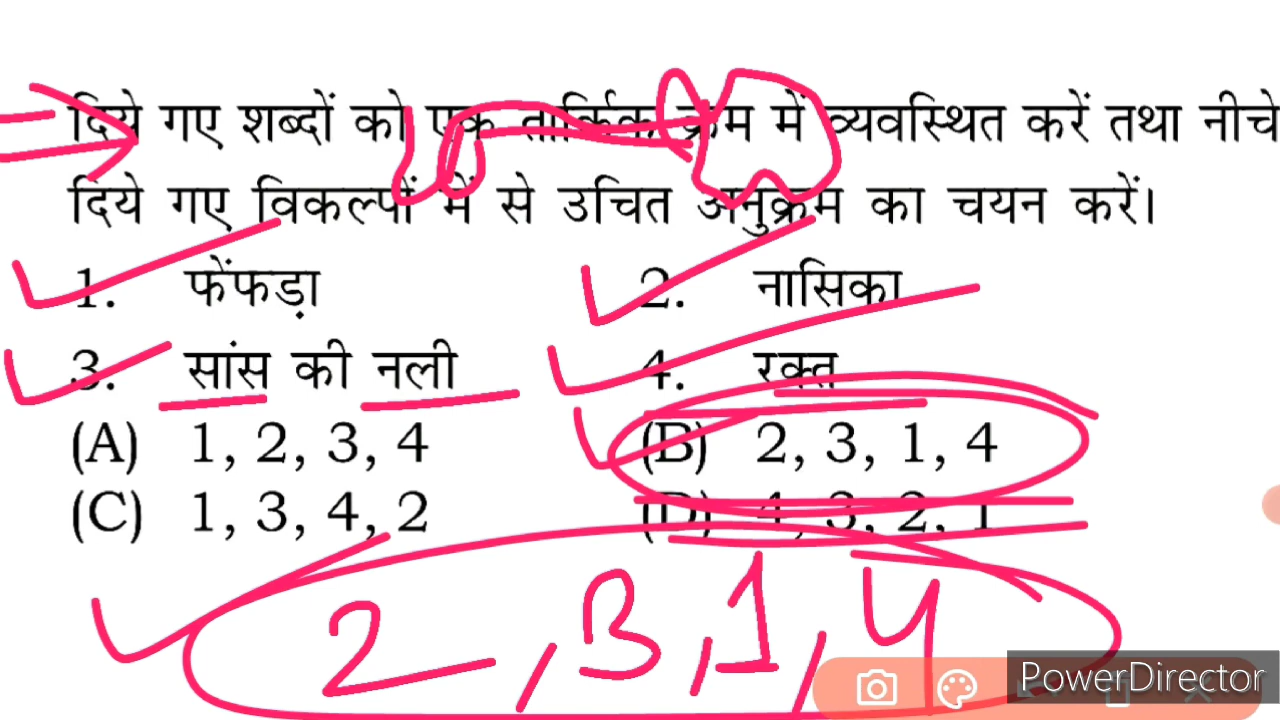 दिये गए शब्दों को एक तार्किक क्रम में व्यवस्थित करें तथा नीचे
दिये गए विकल्पों में से उचित अनुक्रम का चयन करें।
1. फेंफड़ा 2. नासिका
3. सांस की नली 4. रक्त
(A) 1, 2, 3, 4 (B) 2, 3, 1, 4
(C) 1, 3, 4, 2 (D) 4, 3, 2, 1
2, 3, 1, 4
PowerDirector